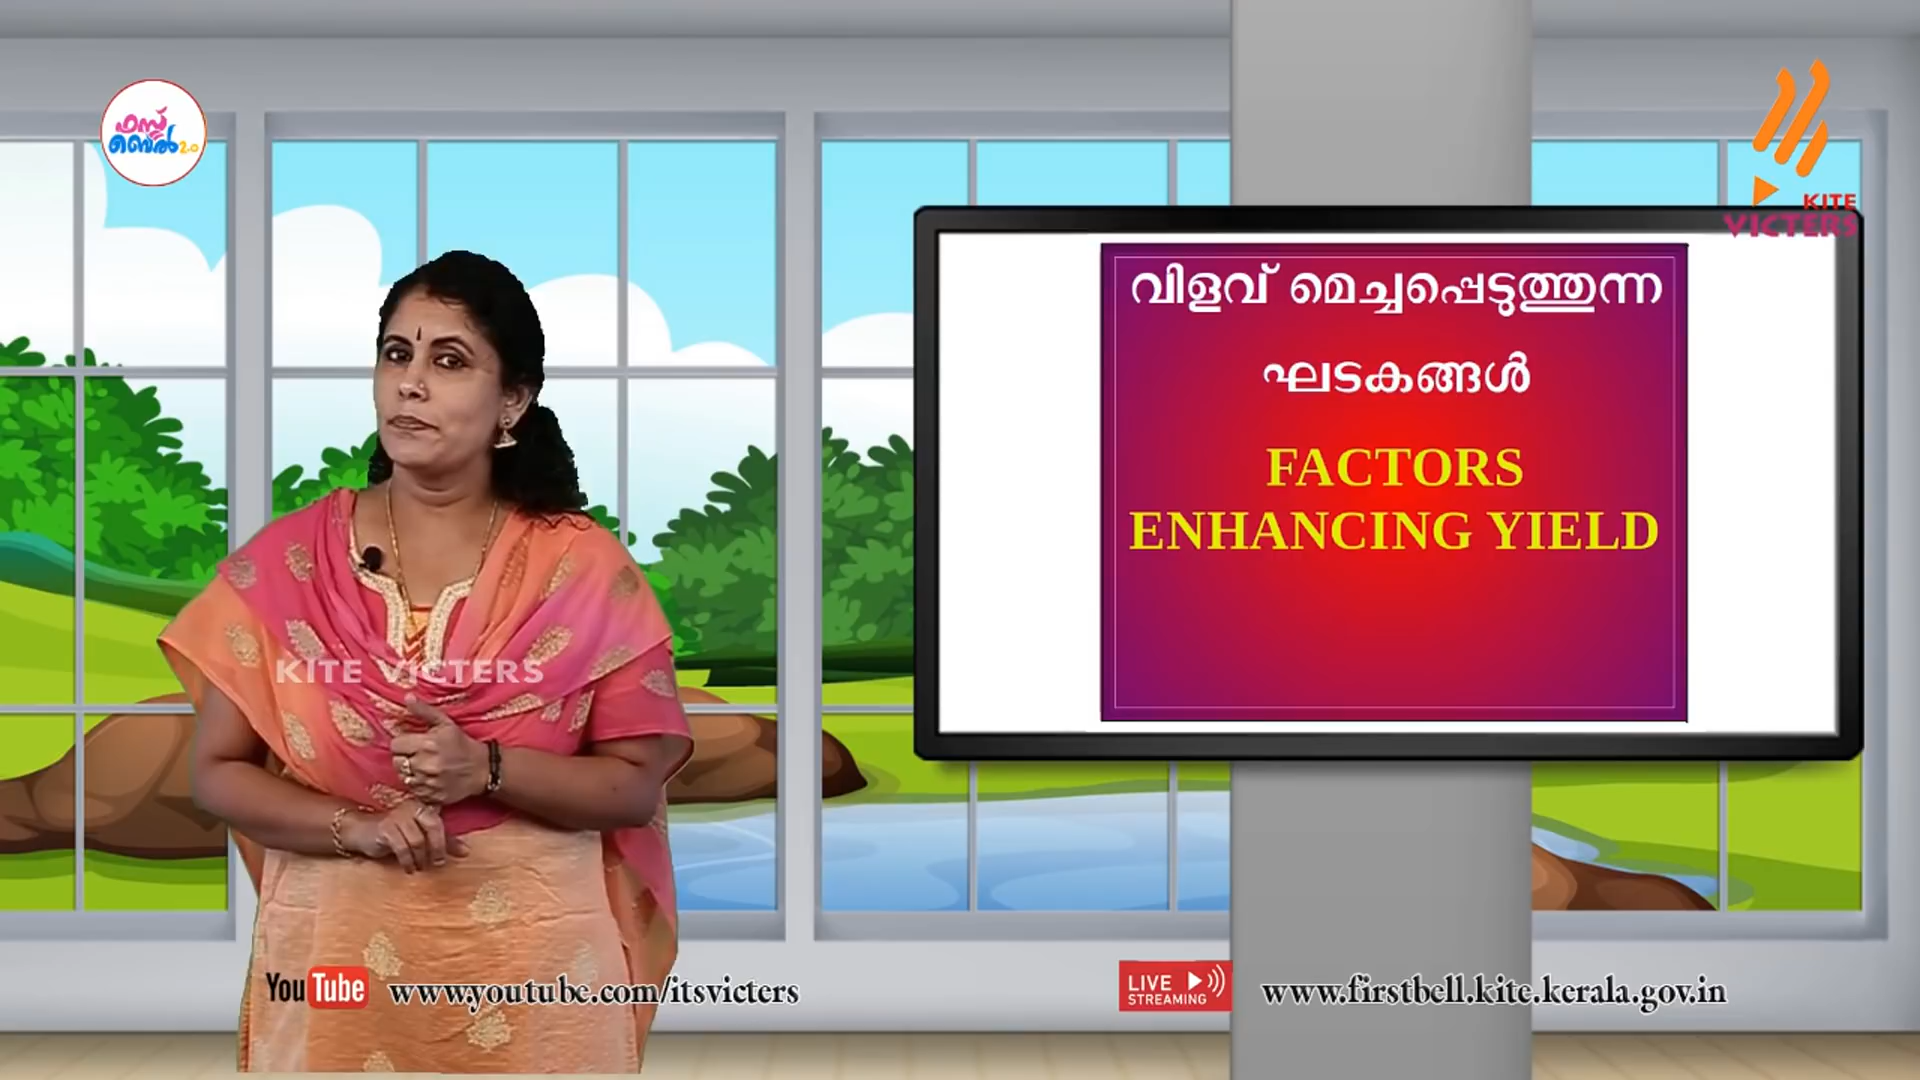 ഫസ്റ്റ്
ബെൽ 2.0
KITE
VICTERS
വിളവ് മെച്ചപ്പെടുത്തുന്ന
ഘടകങ്ങൾ
FACTORS
ENHANCING YIELD
KITE VICTERS
YouTube www.youtube.com/itsvicters
LIVE
STREAMING
www.firstbell.kite.kerala.gov.in